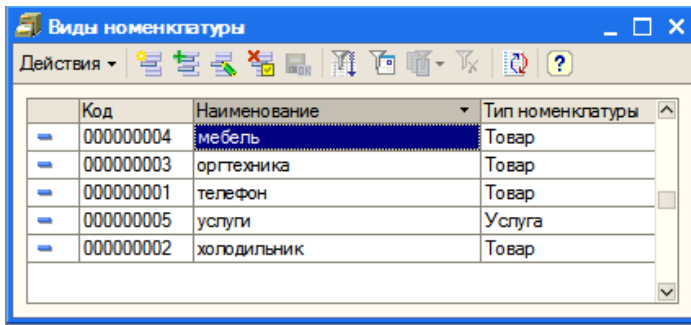 Виды номенклатуры
Действия
Код Наименование Тип номенклатуры
000000004 мебель Товар
000000003 оргтехника Товар
000000001 телефон Товар
000000005 услуги Услуга
000000002 холодильник Товар